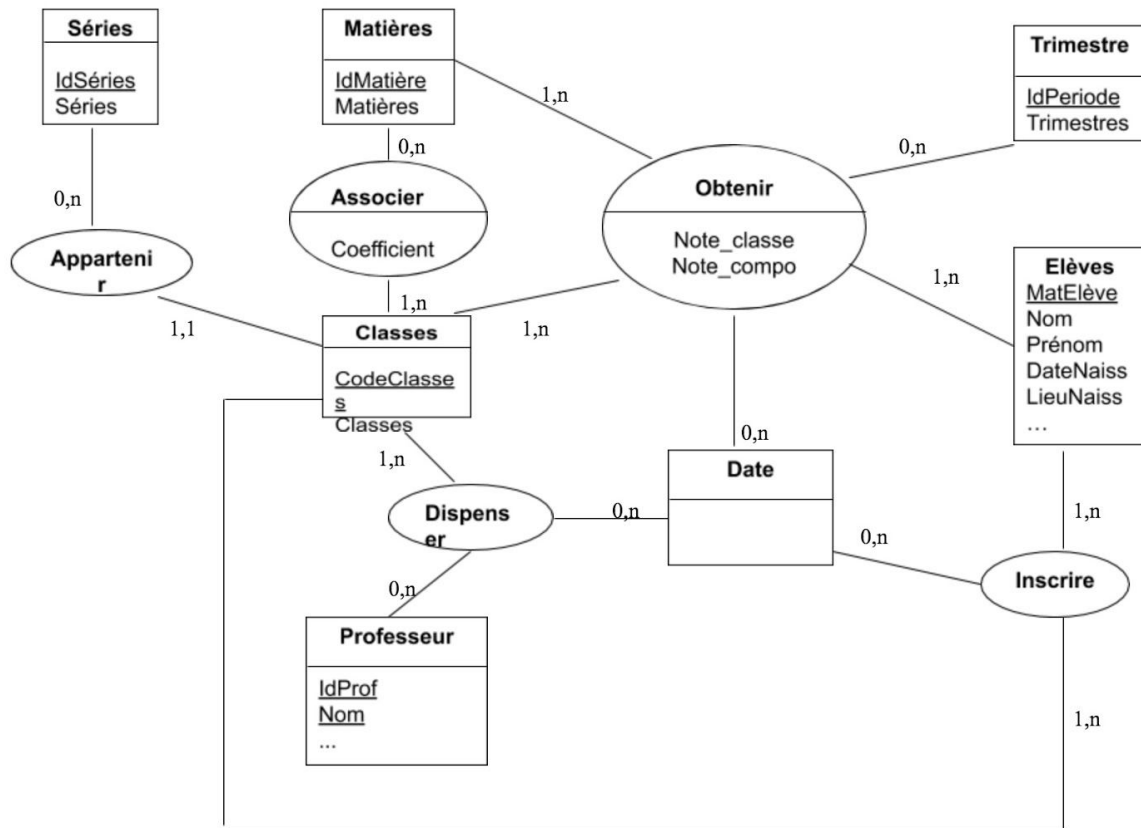 Séries
IdSéries
Séries
Matières
IdMatière
Matières
Trimestre
IdPeriode
Trimestres
1,n
0,n
0,n
0,n
Apparteni
r
Associer
Coefficient
Obtenir
Note_classe
Note_compo
1,n
Elèves
MatElève
Nom
Prénom
DateNaiss
LieuNaiss
...
1,1
1,n
1,n
Classes
CodeClasse
s
Classes
1,n
0,n
Date
Dispens
er
0,n
0,n
1,n
Inscrire
0,n
Professeur
IdProf
Nom
...
1,n